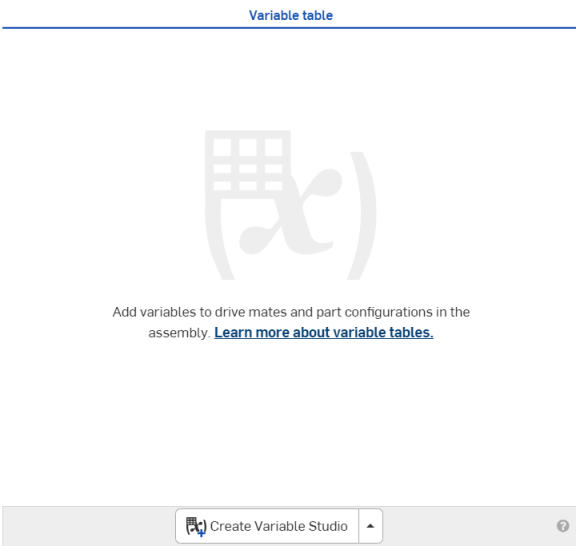 Variable table
Add variables to drive mates and part configurations in the
assembly. Learn more about variable tables.
Create Variable Studio